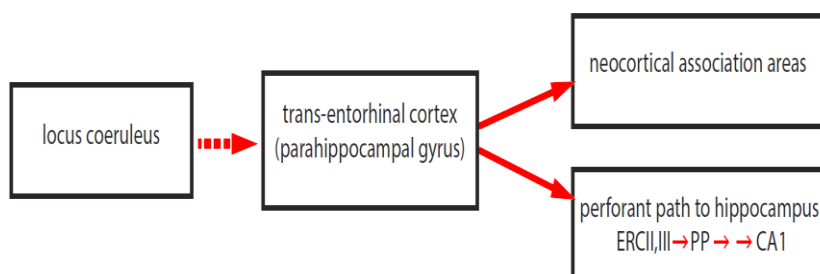 locus coeruleus
trans-entorhinal cortex
(parahippocampal gyrus)
neocortical association areas
perforant path to hippocampus
ERCII,III→PP→ →CA1